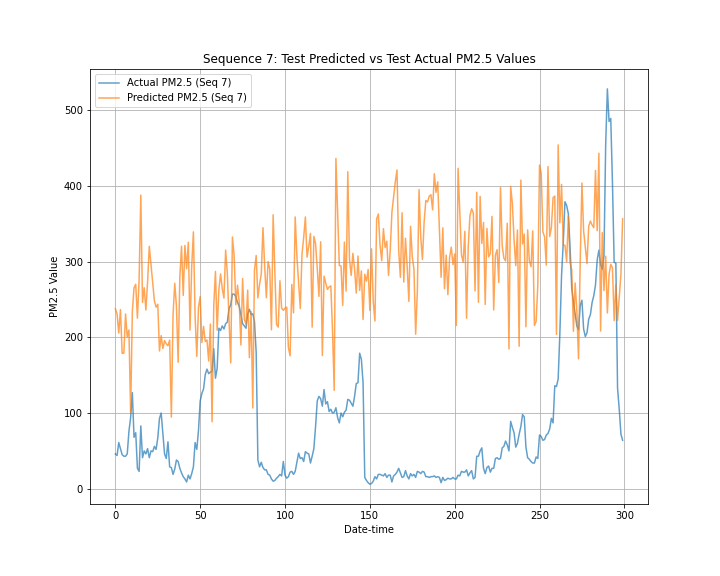 Sequence 7: Test Predicted vs Test Actual PM2.5 Values
Actual PM2.5 (Seq 7)
Predicted PM2.5 (Seq 7)
PM2.5 Value
500
400
300
200
100
0
0 50 100 150 200 250 300
Date-time